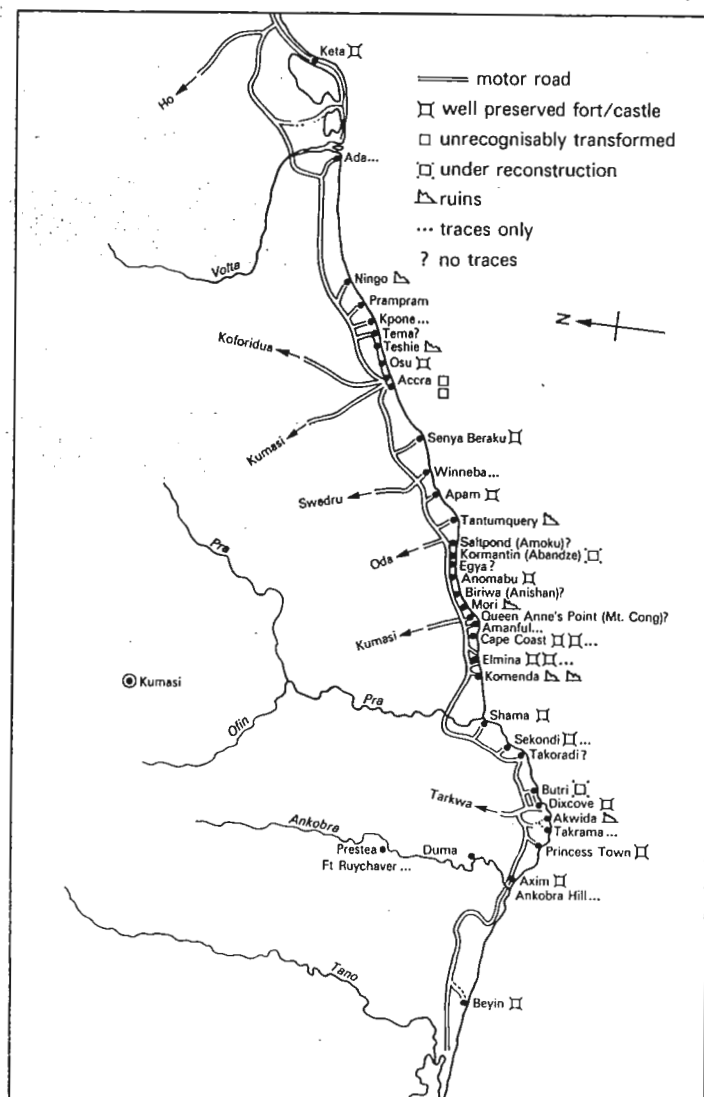 Keta
motor road
well preserved fort/castle
unrecognisably transformed
under reconstruction
ruins
... traces only
? no traces
Ho
Ada...
Volta
Ningo
Prampram
Kpone...
Tema?
Teshie
Osu
Accra
Koforidua
Kumasi
N
Senya Beraku
Winneba...
Swedru
Apam
Tantumquery
Pra
Oda
Saltpond (Amoku)?
Kormantin (Abandze)
Egya?
Anomabu
Biriwa (Anishan)?
Mori
Queen Anne's Point (Mt. Cong)?
Amanful...
Kumasi
Cape Coast ...
Elmina ...
Komenda
Kumasi
Pra
Ofin
Shama
Sekondi ...
Takoradi?
Butri
Dixcove
Tarkwa
Akwida
Takrama...
Ankobra
Prestea
Duma
Princess Town
Ft Ruychaver...
Axim
Ankobra Hill...
Tano
Beyin